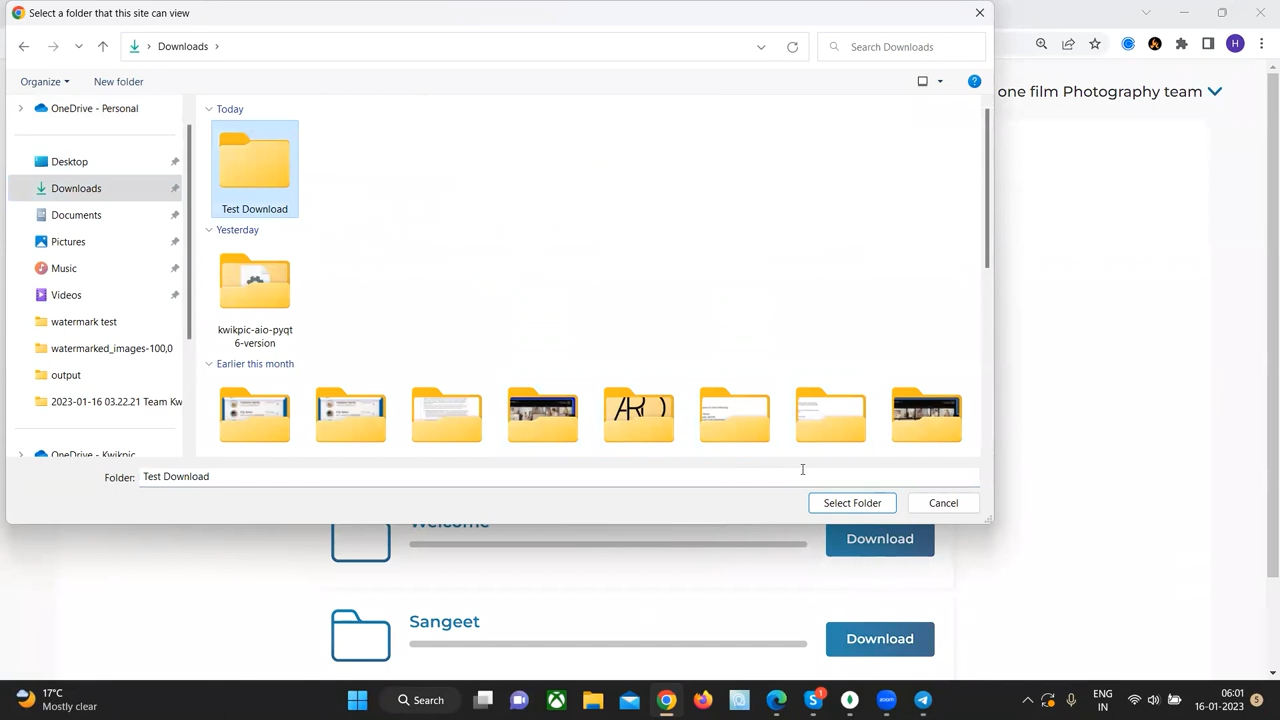 Select a folder that this site can view
Downloads
Search Downloads
Organize
New folder
OneDrive - Personal
Desktop
Downloads
Documents
Pictures
Music
Videos
watermark test
watermarked_images-100,0
output
2023-01-16 03.22.21 Team Kw
OneDrive - Kwikpic
Today
Test Download
Yesterday
kwikpic-aio-pyqt
6-version
Earlier this month
Folder:
Test Download
Select Folder
Cancel
H
one film Photography team
Welcome
Download
Sangeet
Download
17°C
Mostly clear
Search
1
zoom
ENG
IN
06:01
16-01-2023